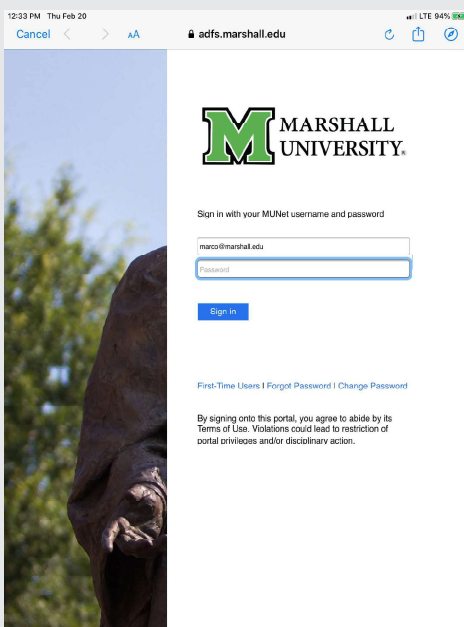 12:33 PM Thu Feb 20
LTE 94%
Cancel AA adfs.marshall.edu
M MARSHALL
UNIVERSITY®
Sign in with your MUNet username and password
marco@marshall.edu
Password
Sign in
First-Time Users | Forgot Password | Change Password
By signing onto this portal, you agree to abide by its
Terms of Use. Violations could lead to restriction of
portal privileges and/or disciplinary action.